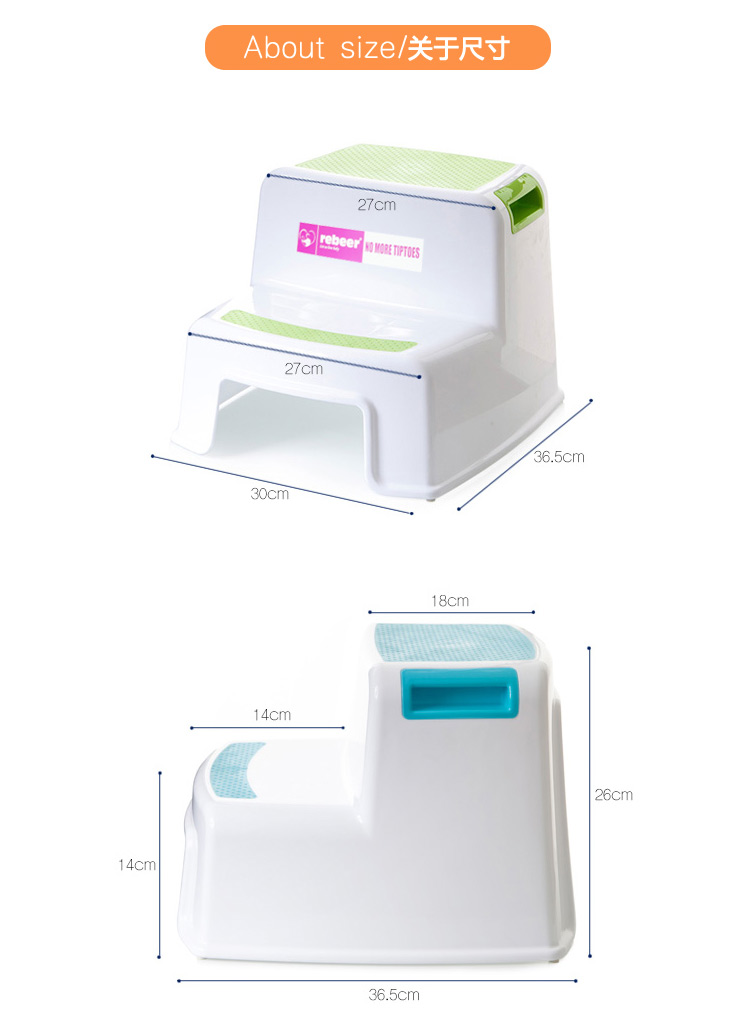 About size/关于尺寸
27cm
rebeer
NO MORE TIPTOES
27cm
36.5cm
30cm
18cm
14cm
26cm
14cm
36.5cm